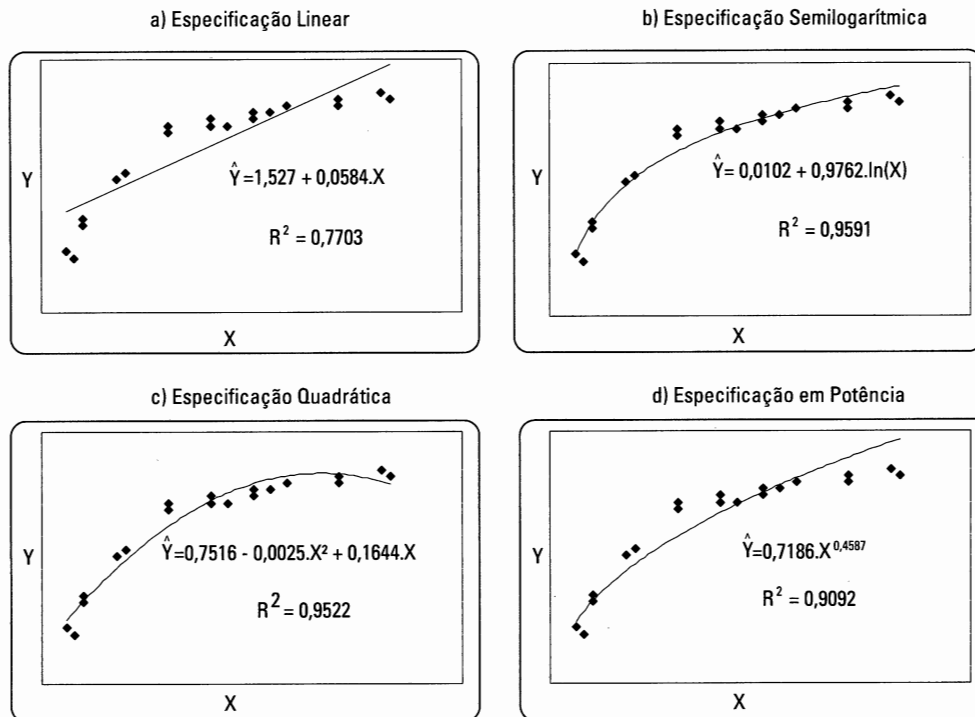 a) Especificação Linear
Y
Ŷ=1,527 + 0,0584.X
R² = 0,7703
X
b) Especificação Semilogarítmica
Y
Ŷ = 0,0102 + 0,9762.ln(X)
R² = 0,9591
X
c) Especificação Quadrática
Y
Ŷ=0,7516 - 0,0025.X² + 0,1644.X
R² = 0,9522
X
d) Especificação em Potência
Y
Ŷ=0,7186.X⁰,⁴⁵⁸⁷
R² = 0,9092
X